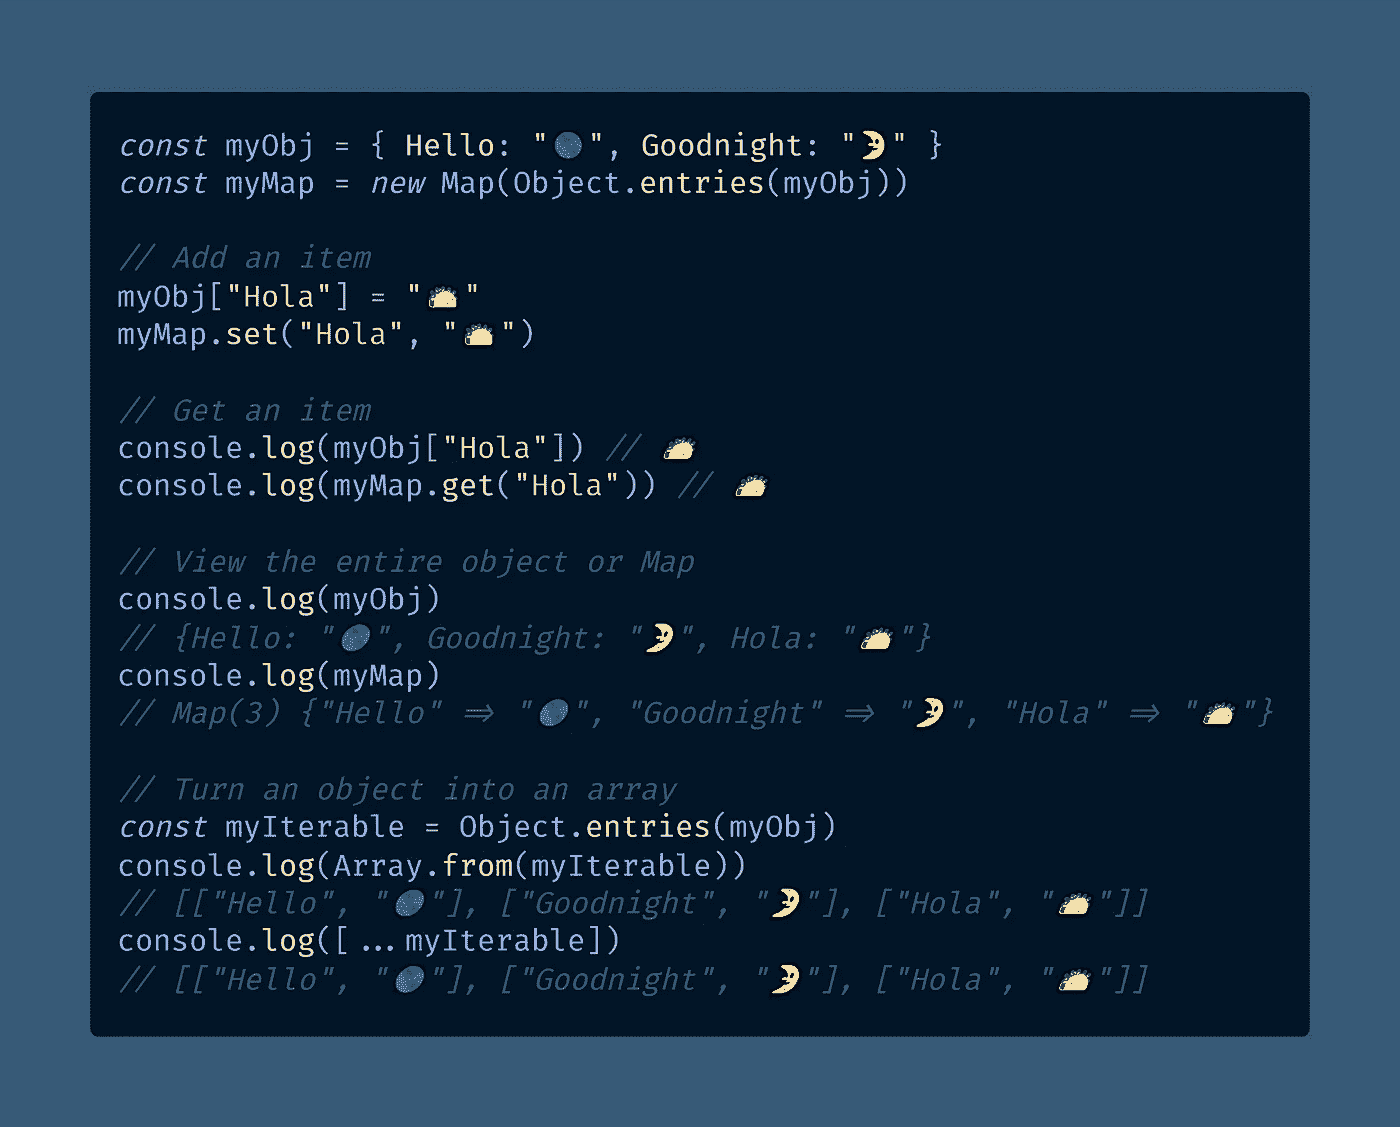 const myObj = { Hello: "🌑", Goodnight: "🌛" }
const myMap = new Map(Object.entries(myObj))
// Add an item
myObj["Hola"] = "🌮"
myMap.set("Hola", "🌮")
// Get an item
console.log(myObj["Hola"]) // 🌮
console.log(myMap.get("Hola")) // 🌮
// View the entire object or Map
console.log(myObj)
// {Hello: "🌑", Goodnight: "🌛", Hola: "🌮"}
console.log(myMap)
// Map(3) {"Hello" => "🌑", "Goodnight" => "🌛", "Hola" => "🌮"}
// Turn an object into an array
const myIterable = Object.entries(myObj)
console.log(Array.from(myIterable))
// [["Hello", "🌑"], ["Goodnight", "🌛"], ["Hola", "🌮"]]
console.log([...myIterable])
// [["Hello", "🌑"], ["Goodnight", "🌛"], ["Hola", "🌮"]]